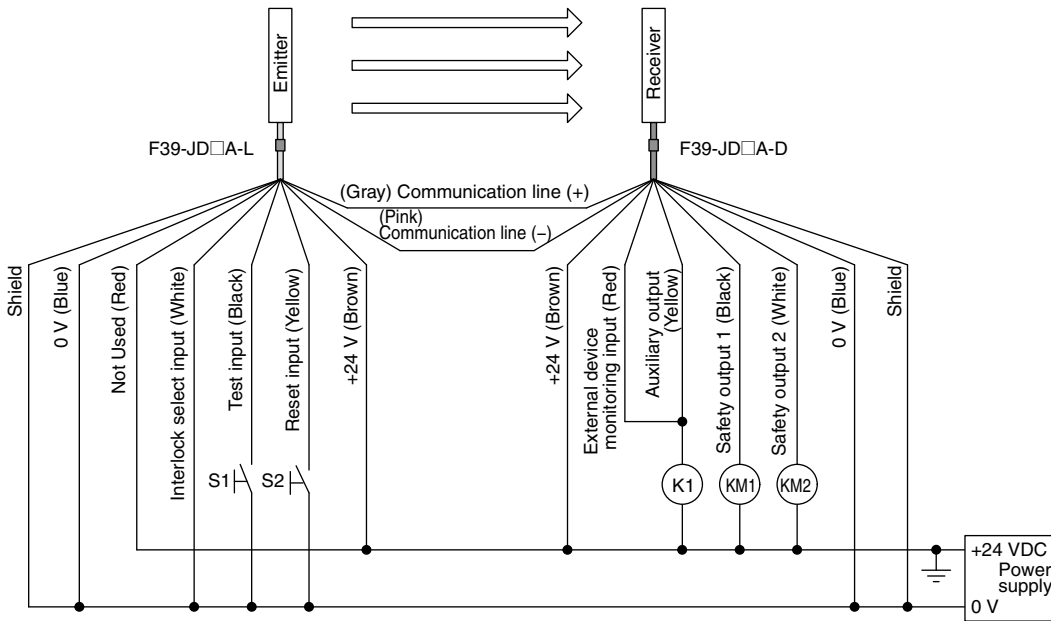 Emitter
Receiver
F39-JD□A-L
F39-JD□A-D
(Gray) Communication line (+)
(Pink)
Communication line (−)
Shield
0 V (Blue)
Not Used (Red)
Interlock select input (White)
Test input (Black)
Reset input (Yellow)
+24 V (Brown)
+24 V (Brown)
External device
monitoring input (Red)
Auxiliary output
(Yellow)
Safety output 1 (Black)
Safety output 2 (White)
0 V (Blue)
Shield
S1
S2
K1
KM1
KM2
+24 VDC
Power
supply
0 V